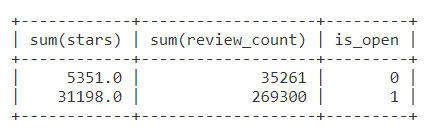 +------------+-------------------+---------+
| sum(stars) | sum(review_count) | is_open |
+------------+-------------------+---------+
|     5351.0 |             35261 |       0 |
|    31198.0 |            269300 |       1 |
+------------+-------------------+---------+